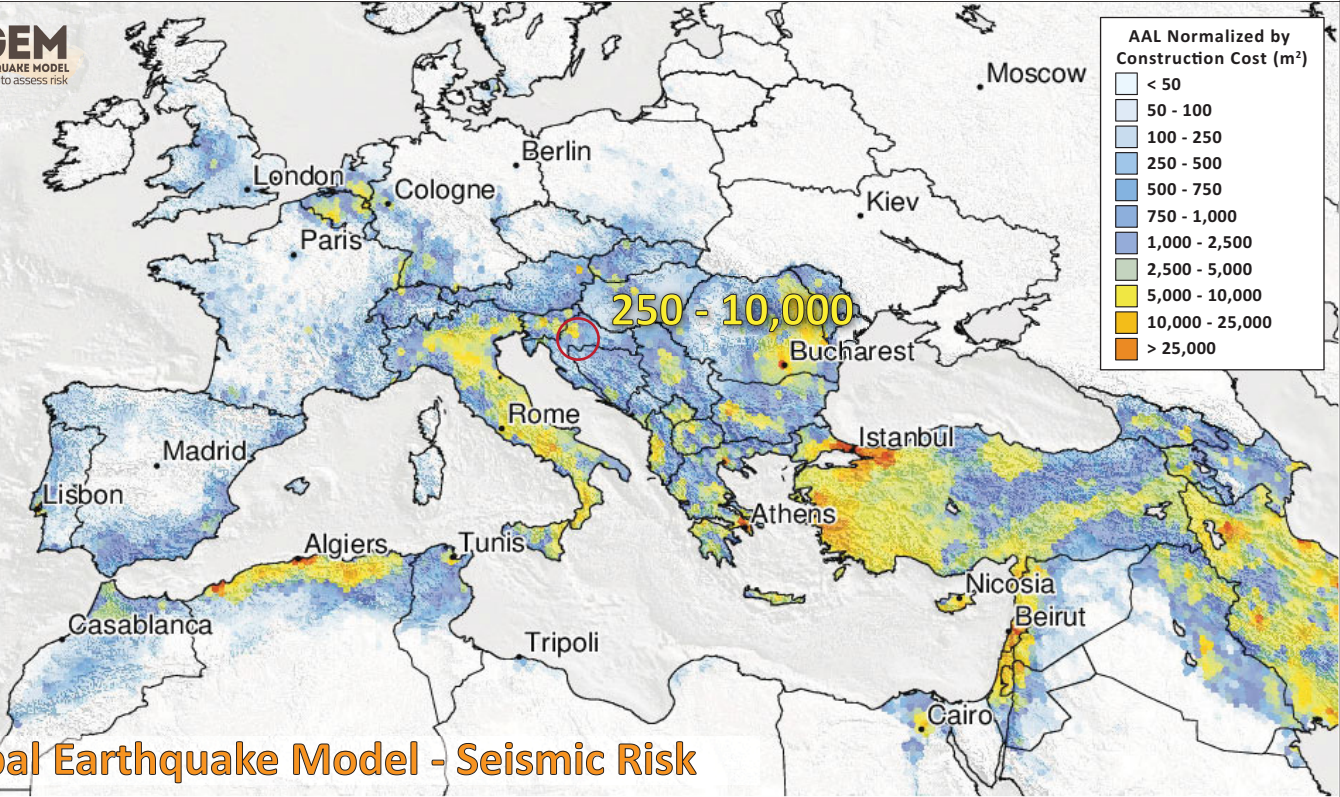 GEM
QUAKE MODEL
to assess risk
AAL Normalized by
Construction Cost (m²)
< 50
50 - 100
100 - 250
250 - 500
500 - 750
750 - 1,000
1,000 - 2,500
2,500 - 5,000
5,000 - 10,000
10,000 - 25,000
> 25,000
Moscow
Berlin
London
Cologne
Kiev
Paris
250 - 10,000
Bucharest
Rome
Istanbul
Madrid
Lisbon
Athens
Algiers
Tunis
Nicosia
Beirut
Casablanca
Tripoli
Cairo
bal Earthquake Model - Seismic Risk